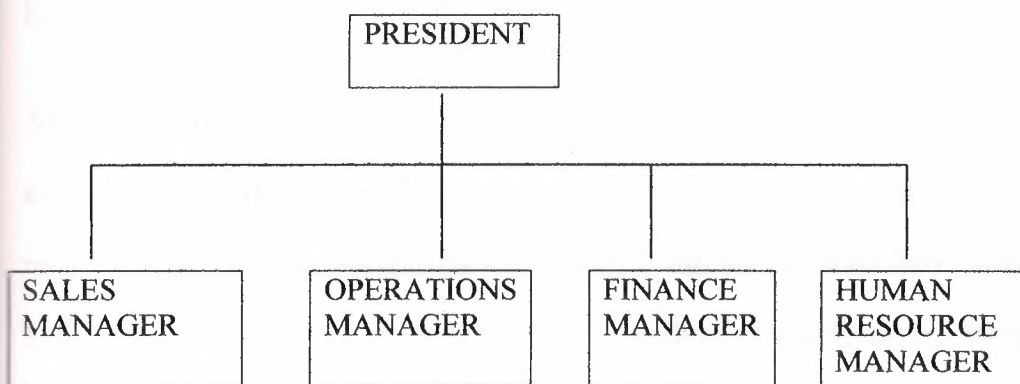 PRESIDENT
SALES
MANAGER
OPERATIONS
MANAGER
FINANCE
MANAGER
HUMAN
RESOURCE
MANAGER